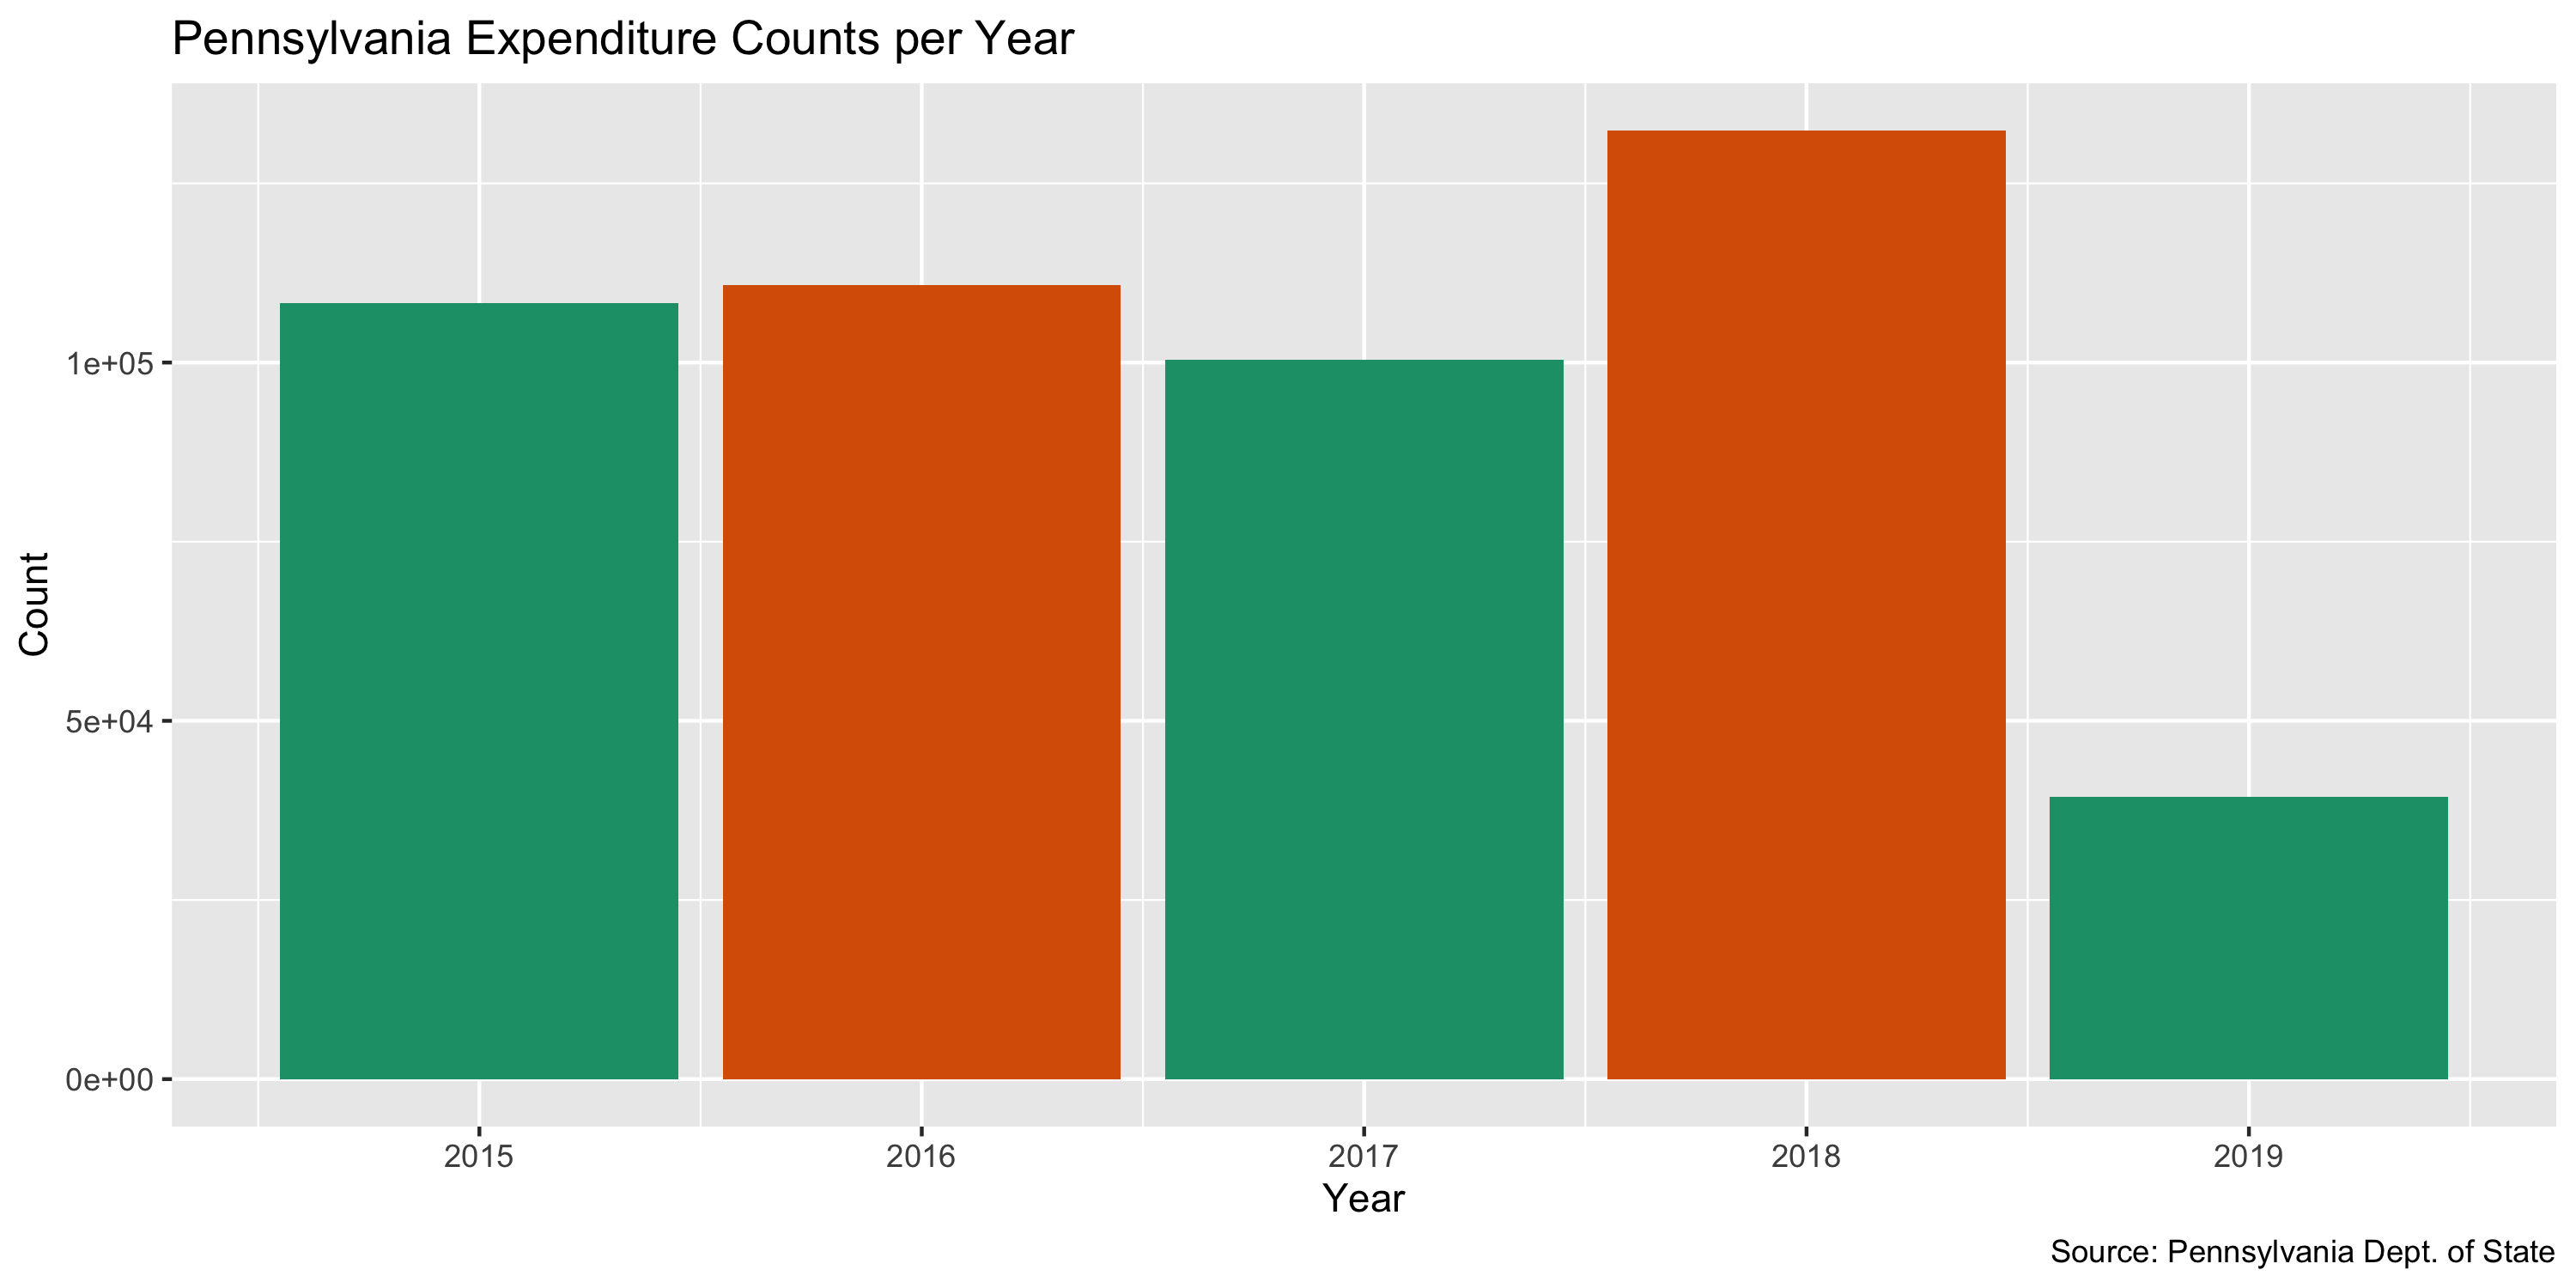 Pennsylvania Expenditure Counts per Year
Count
1e+05
5e+04
0e+00
2015 2016 2017 2018 2019
Year
Source: Pennsylvania Dept. of State